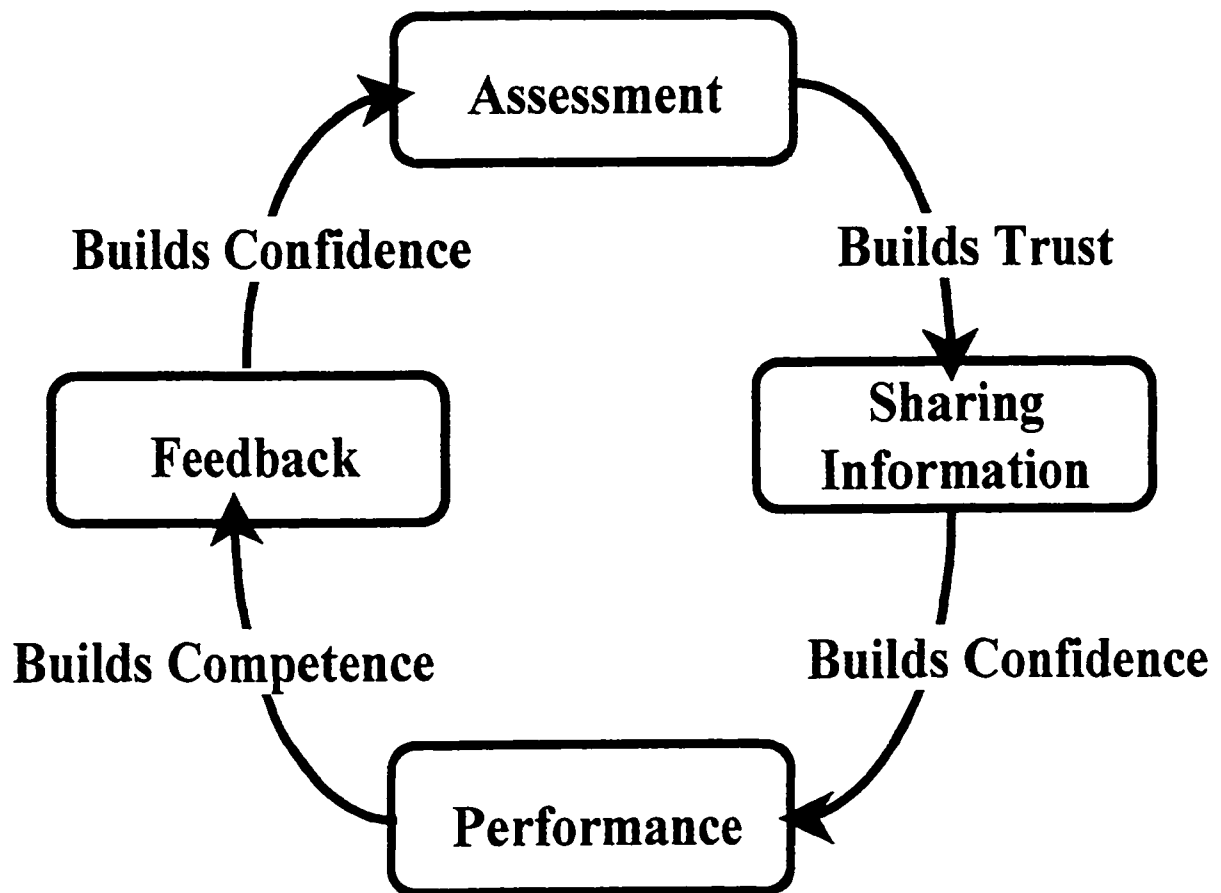 Assessment
Builds Confidence
Builds Trust
Feedback
Sharing
Information
Builds Competence
Builds Confidence
Performance